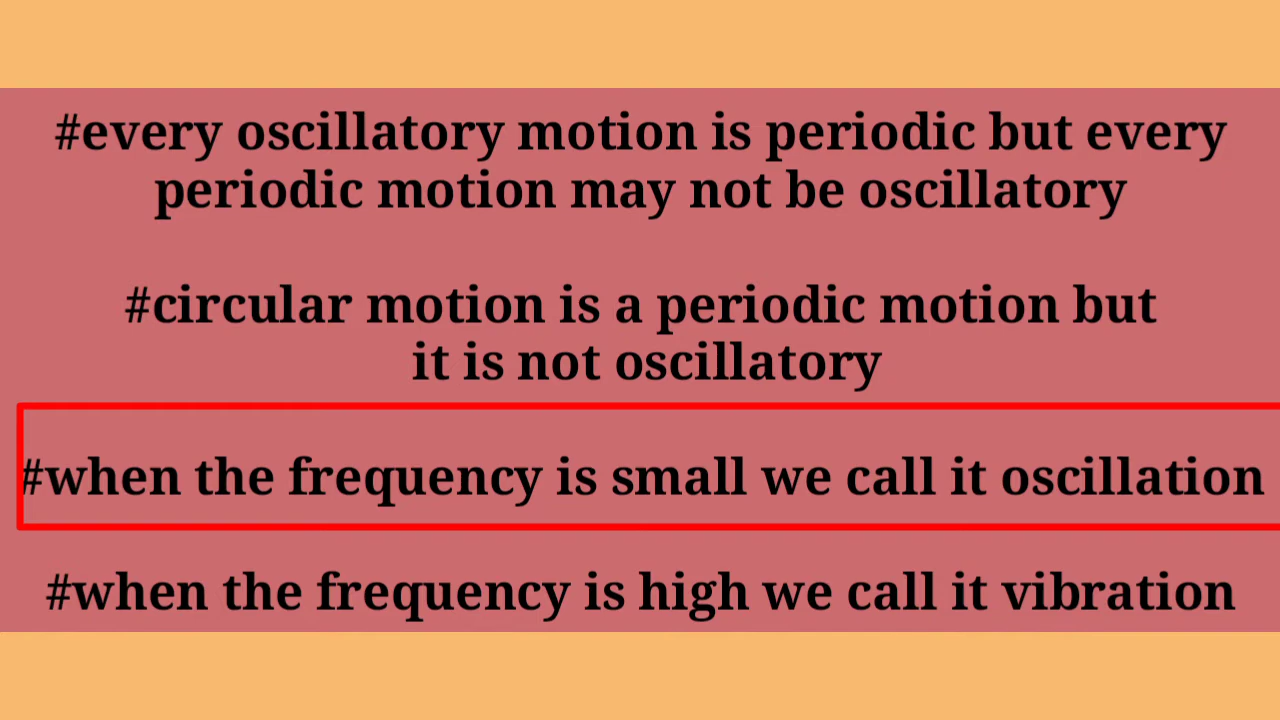 #every oscillatory motion is periodic but every
periodic motion may not be oscillatory
#circular motion is a periodic motion but
it is not oscillatory
#when the frequency is small we call it oscillation
#when the frequency is high we call it vibration